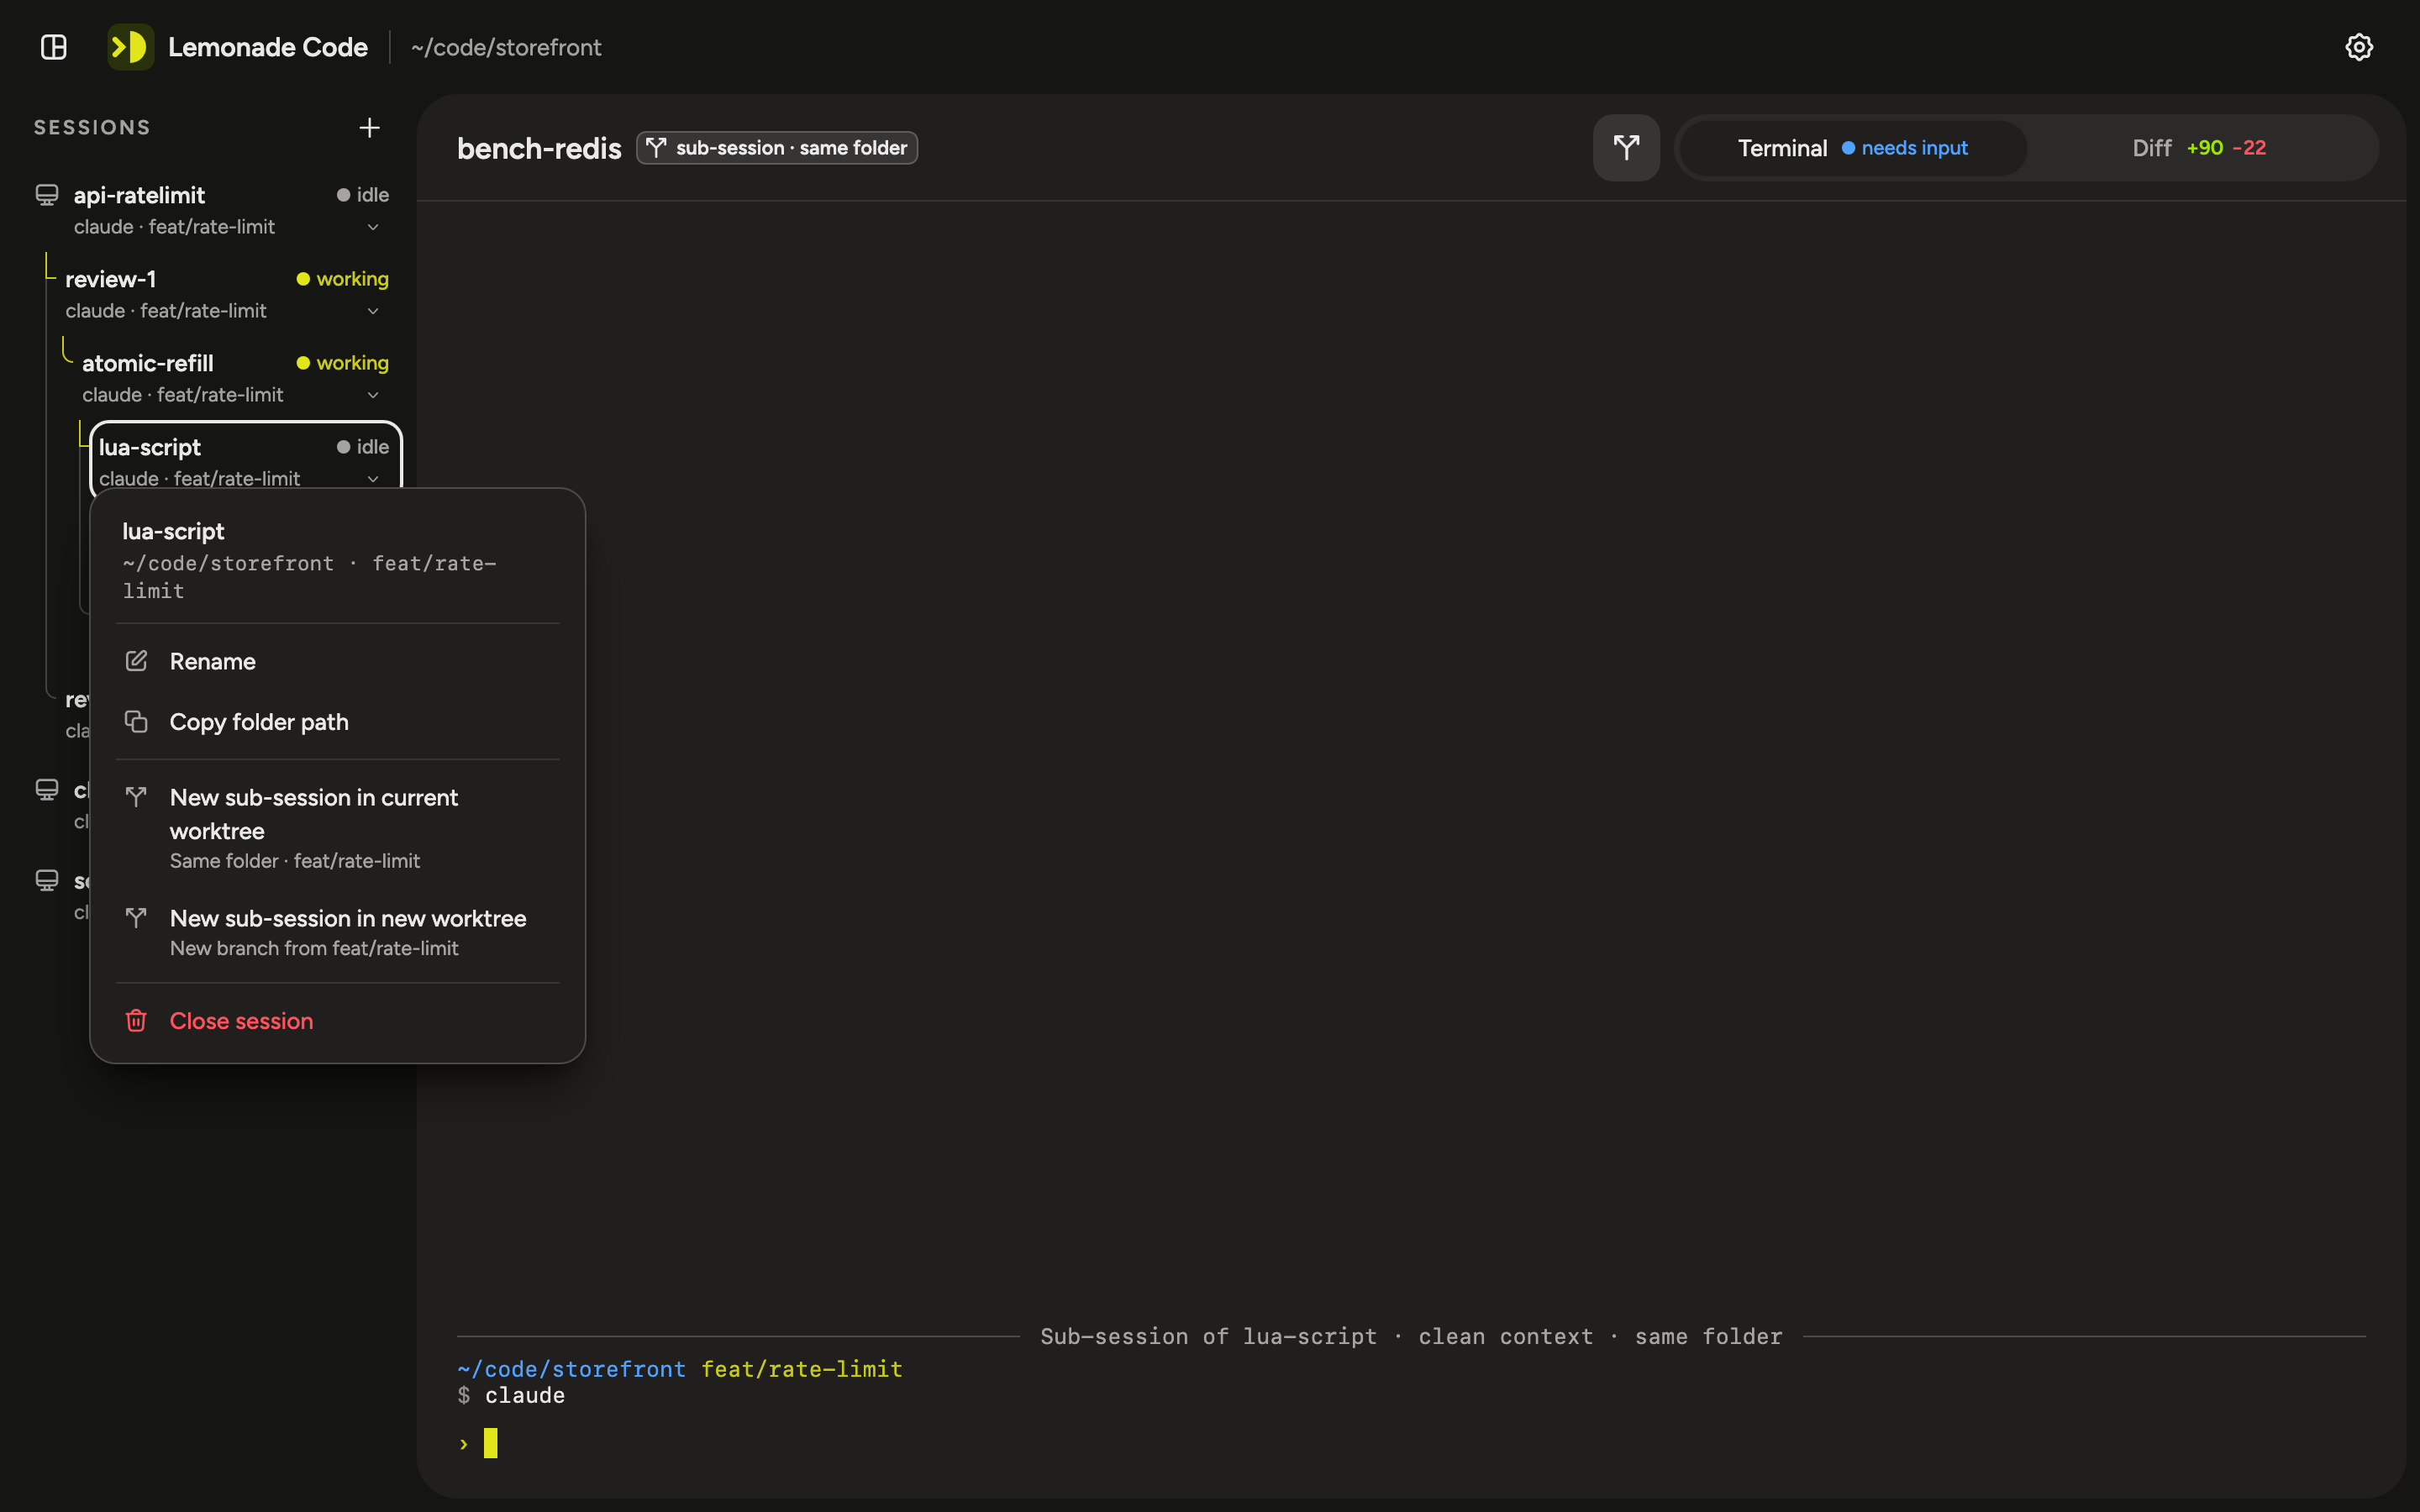 Lemonade Code
~/code/storefront
SESSIONS
api-ratelimit
idle
claude · feat/rate-limit
review-1
working
claude · feat/rate-limit
atomic-refill
working
claude · feat/rate-limit
lua-script
idle
claude · feat/rate-limit
lua-script
~/code/storefront · feat/rate-
limit
Rename
Copy folder path
New sub-session in current
worktree
Same folder · feat/rate-limit
New sub-session in new worktree
New branch from feat/rate-limit
Close session
bench-redis
sub-session · same folder
Terminal
needs input
Diff +90 -22
Sub-session of lua-script · clean context · same folder
~/code/storefront feat/rate-limit
$ claude
›